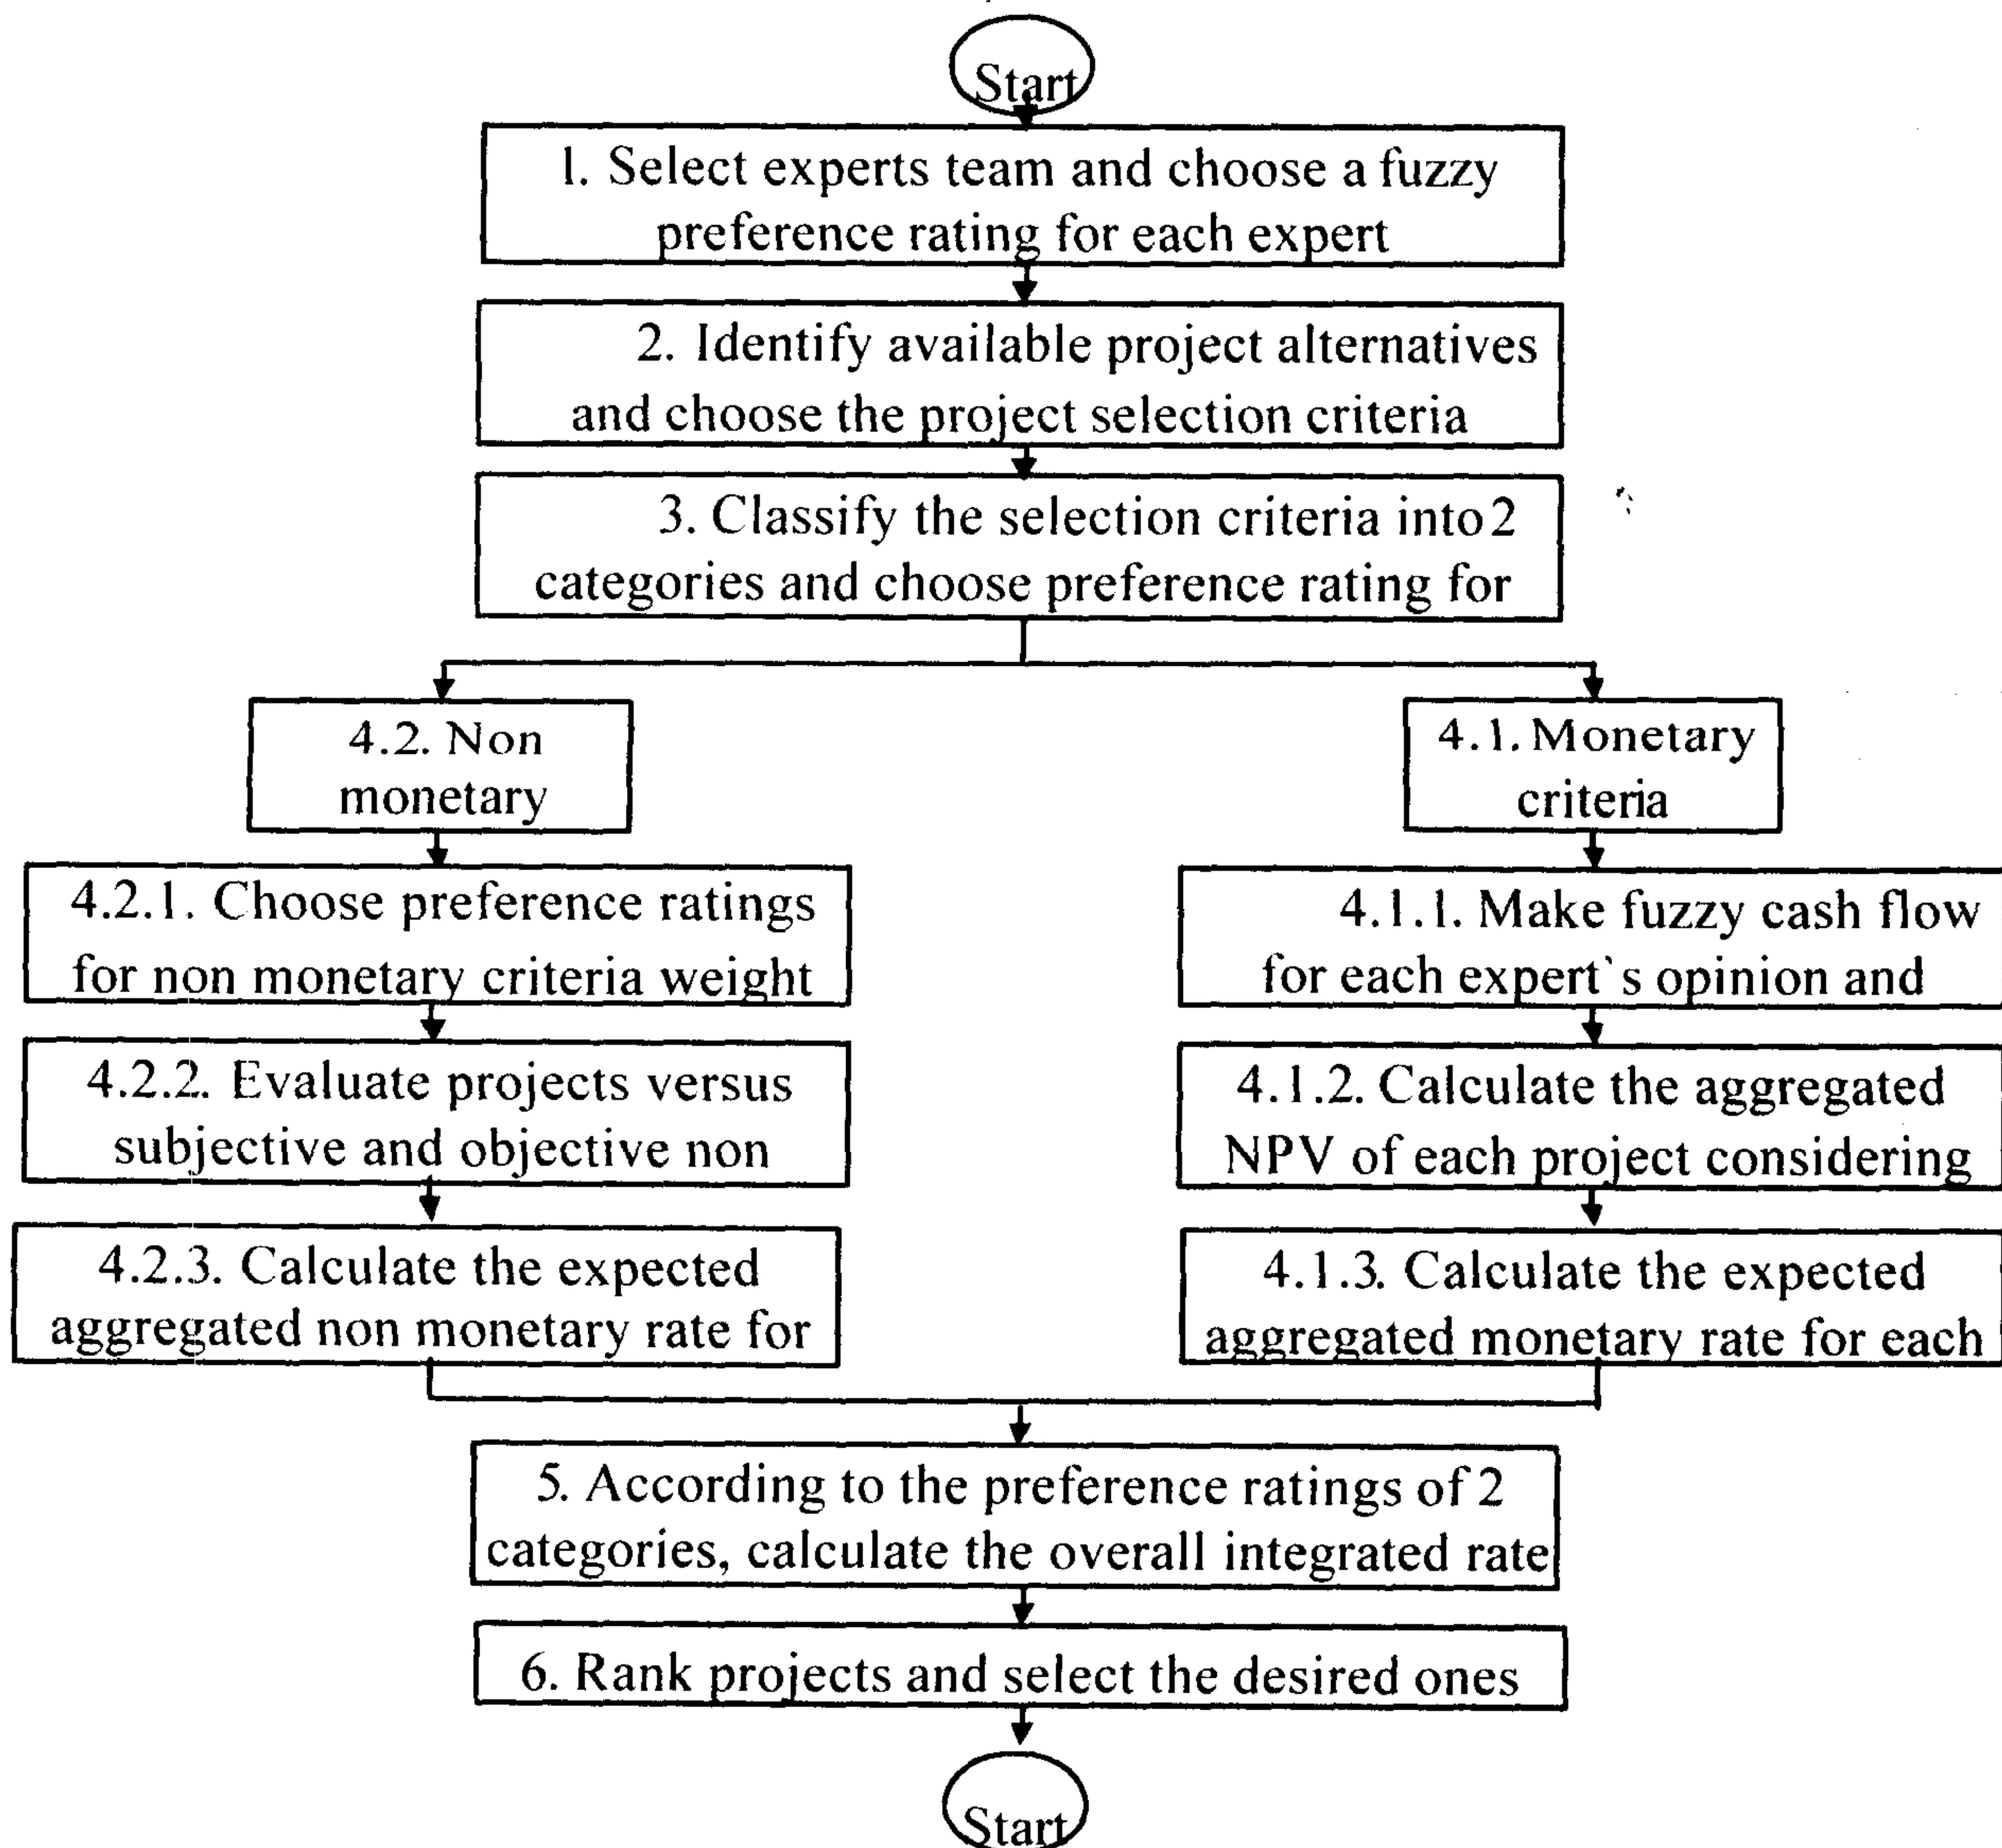 Start
1. Select experts team and choose a fuzzy
preference rating for each expert
2. Identify available project alternatives
and choose the project selection criteria
3. Classify the selection criteria into 2
categories and choose preference rating for
4.2. Non
monetary
4.1. Monetary
criteria
4.2.1. Choose preference ratings
for non monetary criteria weight
4.1.1. Make fuzzy cash flow
for each expert`s opinion and
4.2.2. Evaluate projects versus
subjective and objective non
4.1.2. Calculate the aggregated
NPV of each project considering
4.2.3. Calculate the expected
aggregated non monetary rate for
4.1.3. Calculate the expected
aggregated monetary rate for each
5. According to the preference ratings of 2
categories, calculate the overall integrated rate
6. Rank projects and select the desired ones
Start